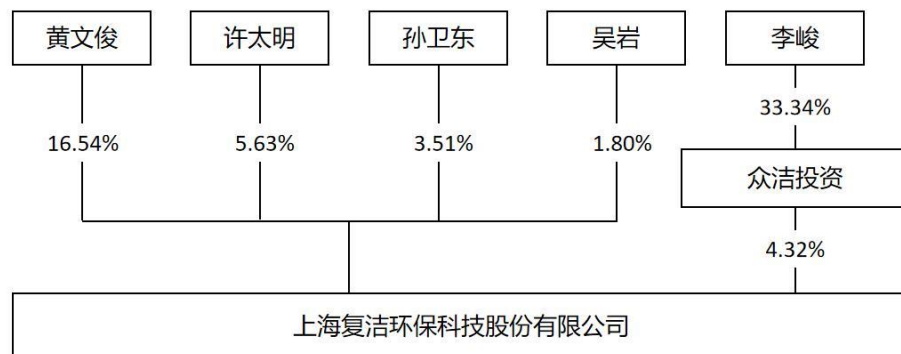 黄文俊 许太明 孙卫东 吴岩 李峻
33.34%
16.54% 5.63% 3.51% 1.80%
众洁投资
4.32%
上海复洁环保科技股份有限公司